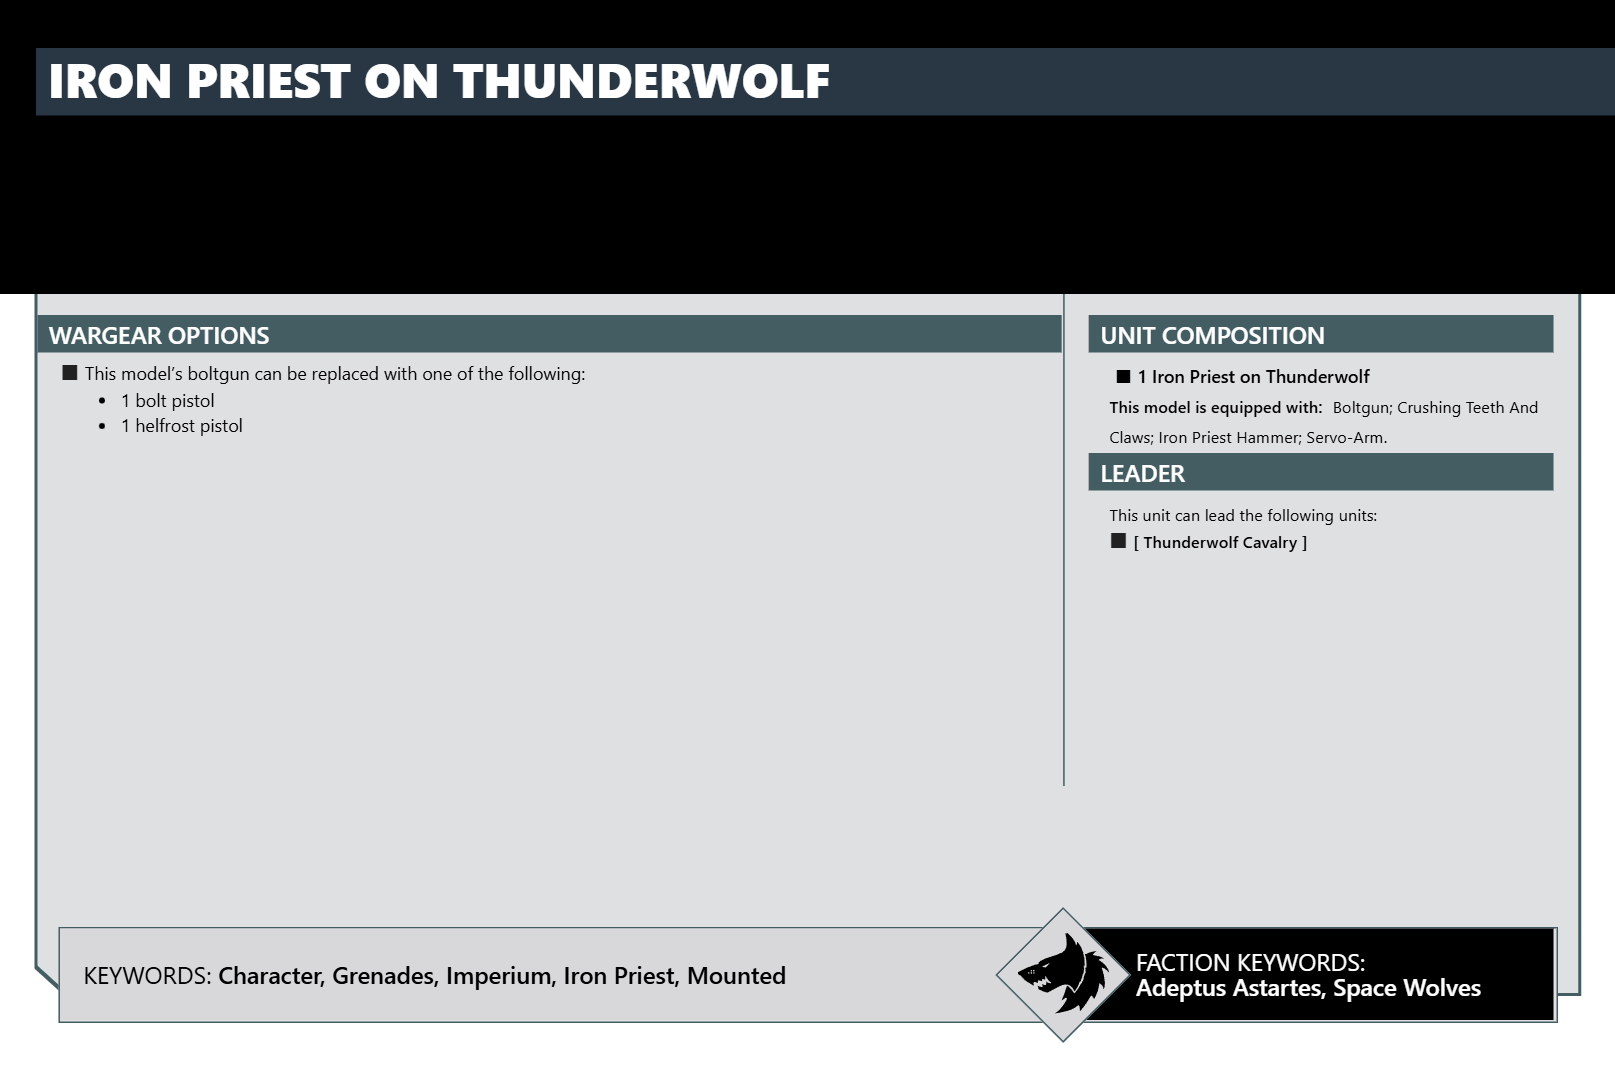 IRON PRIEST ON THUNDERWOLF
WARGEAR OPTIONS
This model’s boltgun can be replaced with one of the following:
1 bolt pistol
1 helfrost pistol
UNIT COMPOSITION
1 Iron Priest on Thunderwolf
This model is equipped with: Boltgun; Crushing Teeth And
Claws; Iron Priest Hammer; Servo-Arm.
LEADER
This unit can lead the following units:
[ Thunderwolf Cavalry ]
KEYWORDS: Character, Grenades, Imperium, Iron Priest, Mounted
FACTION KEYWORDS:
Adeptus Astartes, Space Wolves